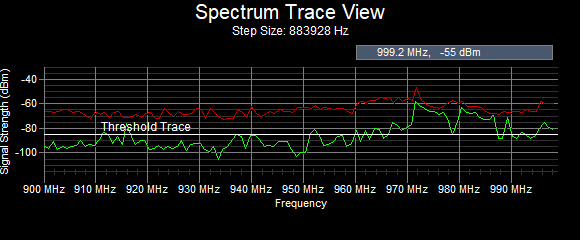 Spectrum Trace View
Step Size: 883928 Hz
999.2 MHz, -55 dBm
Signal Strength (dBm)
-40
-60
-80
-100
Threshold Trace
900 MHz 910 MHz 920 MHz 930 MHz 940 MHz 950 MHz 960 MHz 970 MHz 980 MHz 990 MHz
Frequency